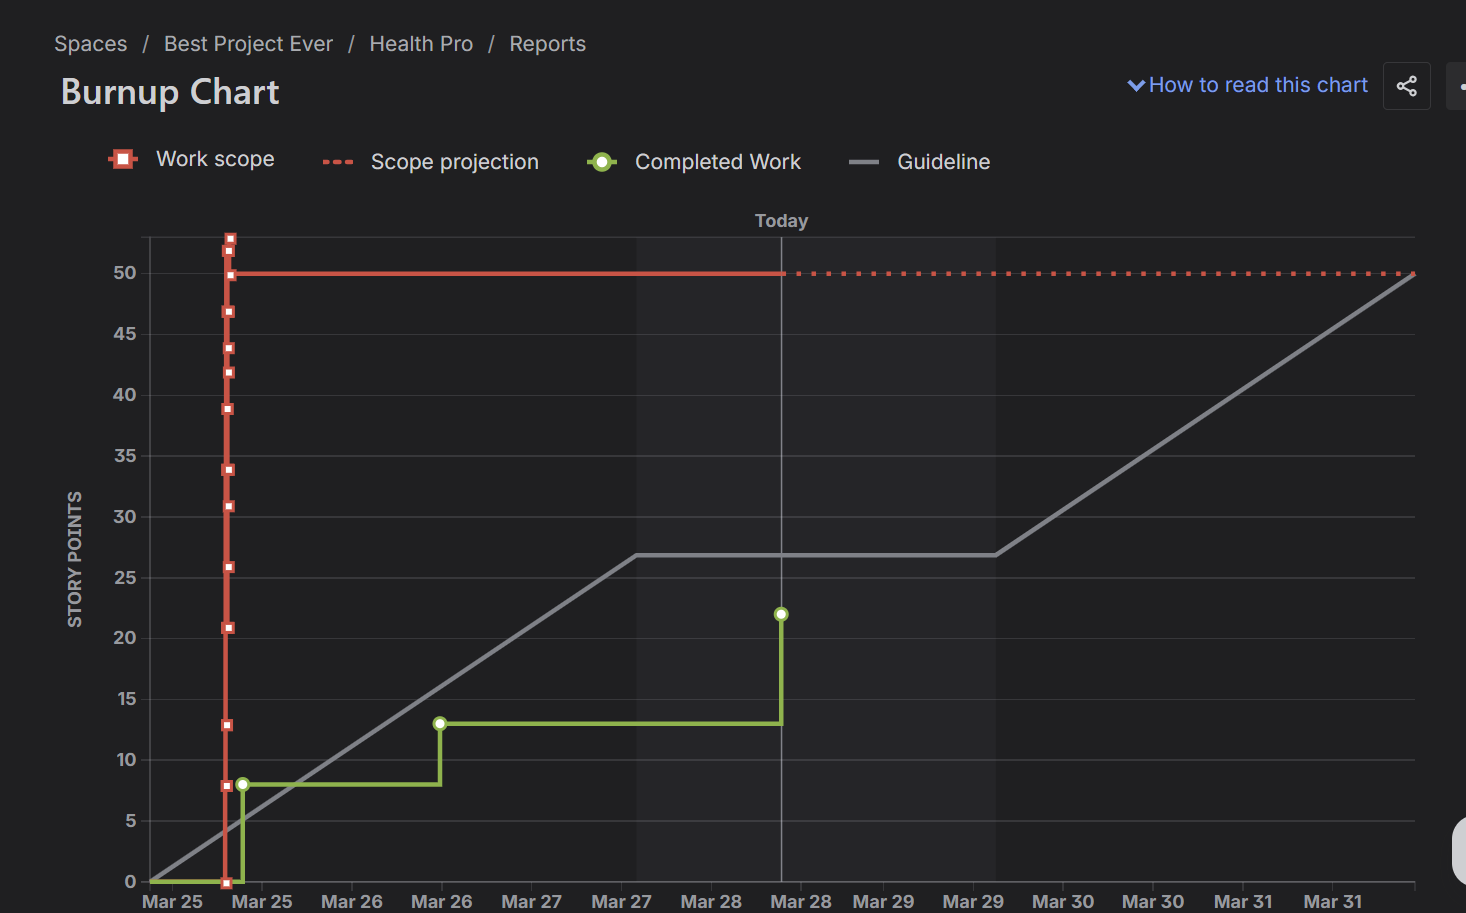 Spaces / Best Project Ever / Health Pro / Reports
Burnup Chart
How to read this chart
Work scope
Scope projection
Completed Work
Guideline
Today
50
45
40
35
30
25
20
15
10
5
0
STORY POINTS
Mar 25 Mar 25 Mar 26 Mar 26 Mar 27 Mar 27 Mar 28 Mar 28 Mar 29 Mar 29 Mar 30 Mar 30 Mar 31 Mar 31